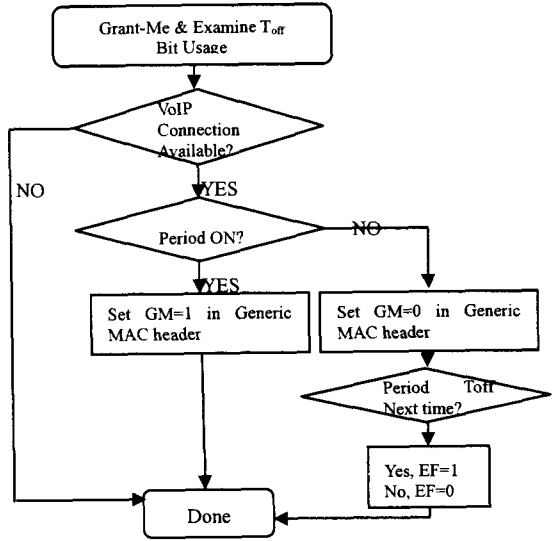 Grant-Me & Examine Toff
Bit Usage
VoIP
Connection
Available?
NO
YES
Period ON?
NO
YES
Set GM=1 in Generic
MAC header
Set GM=0 in Generic
MAC header
Period Toff
Next time?
Yes, EF=1
No, EF=0
Done